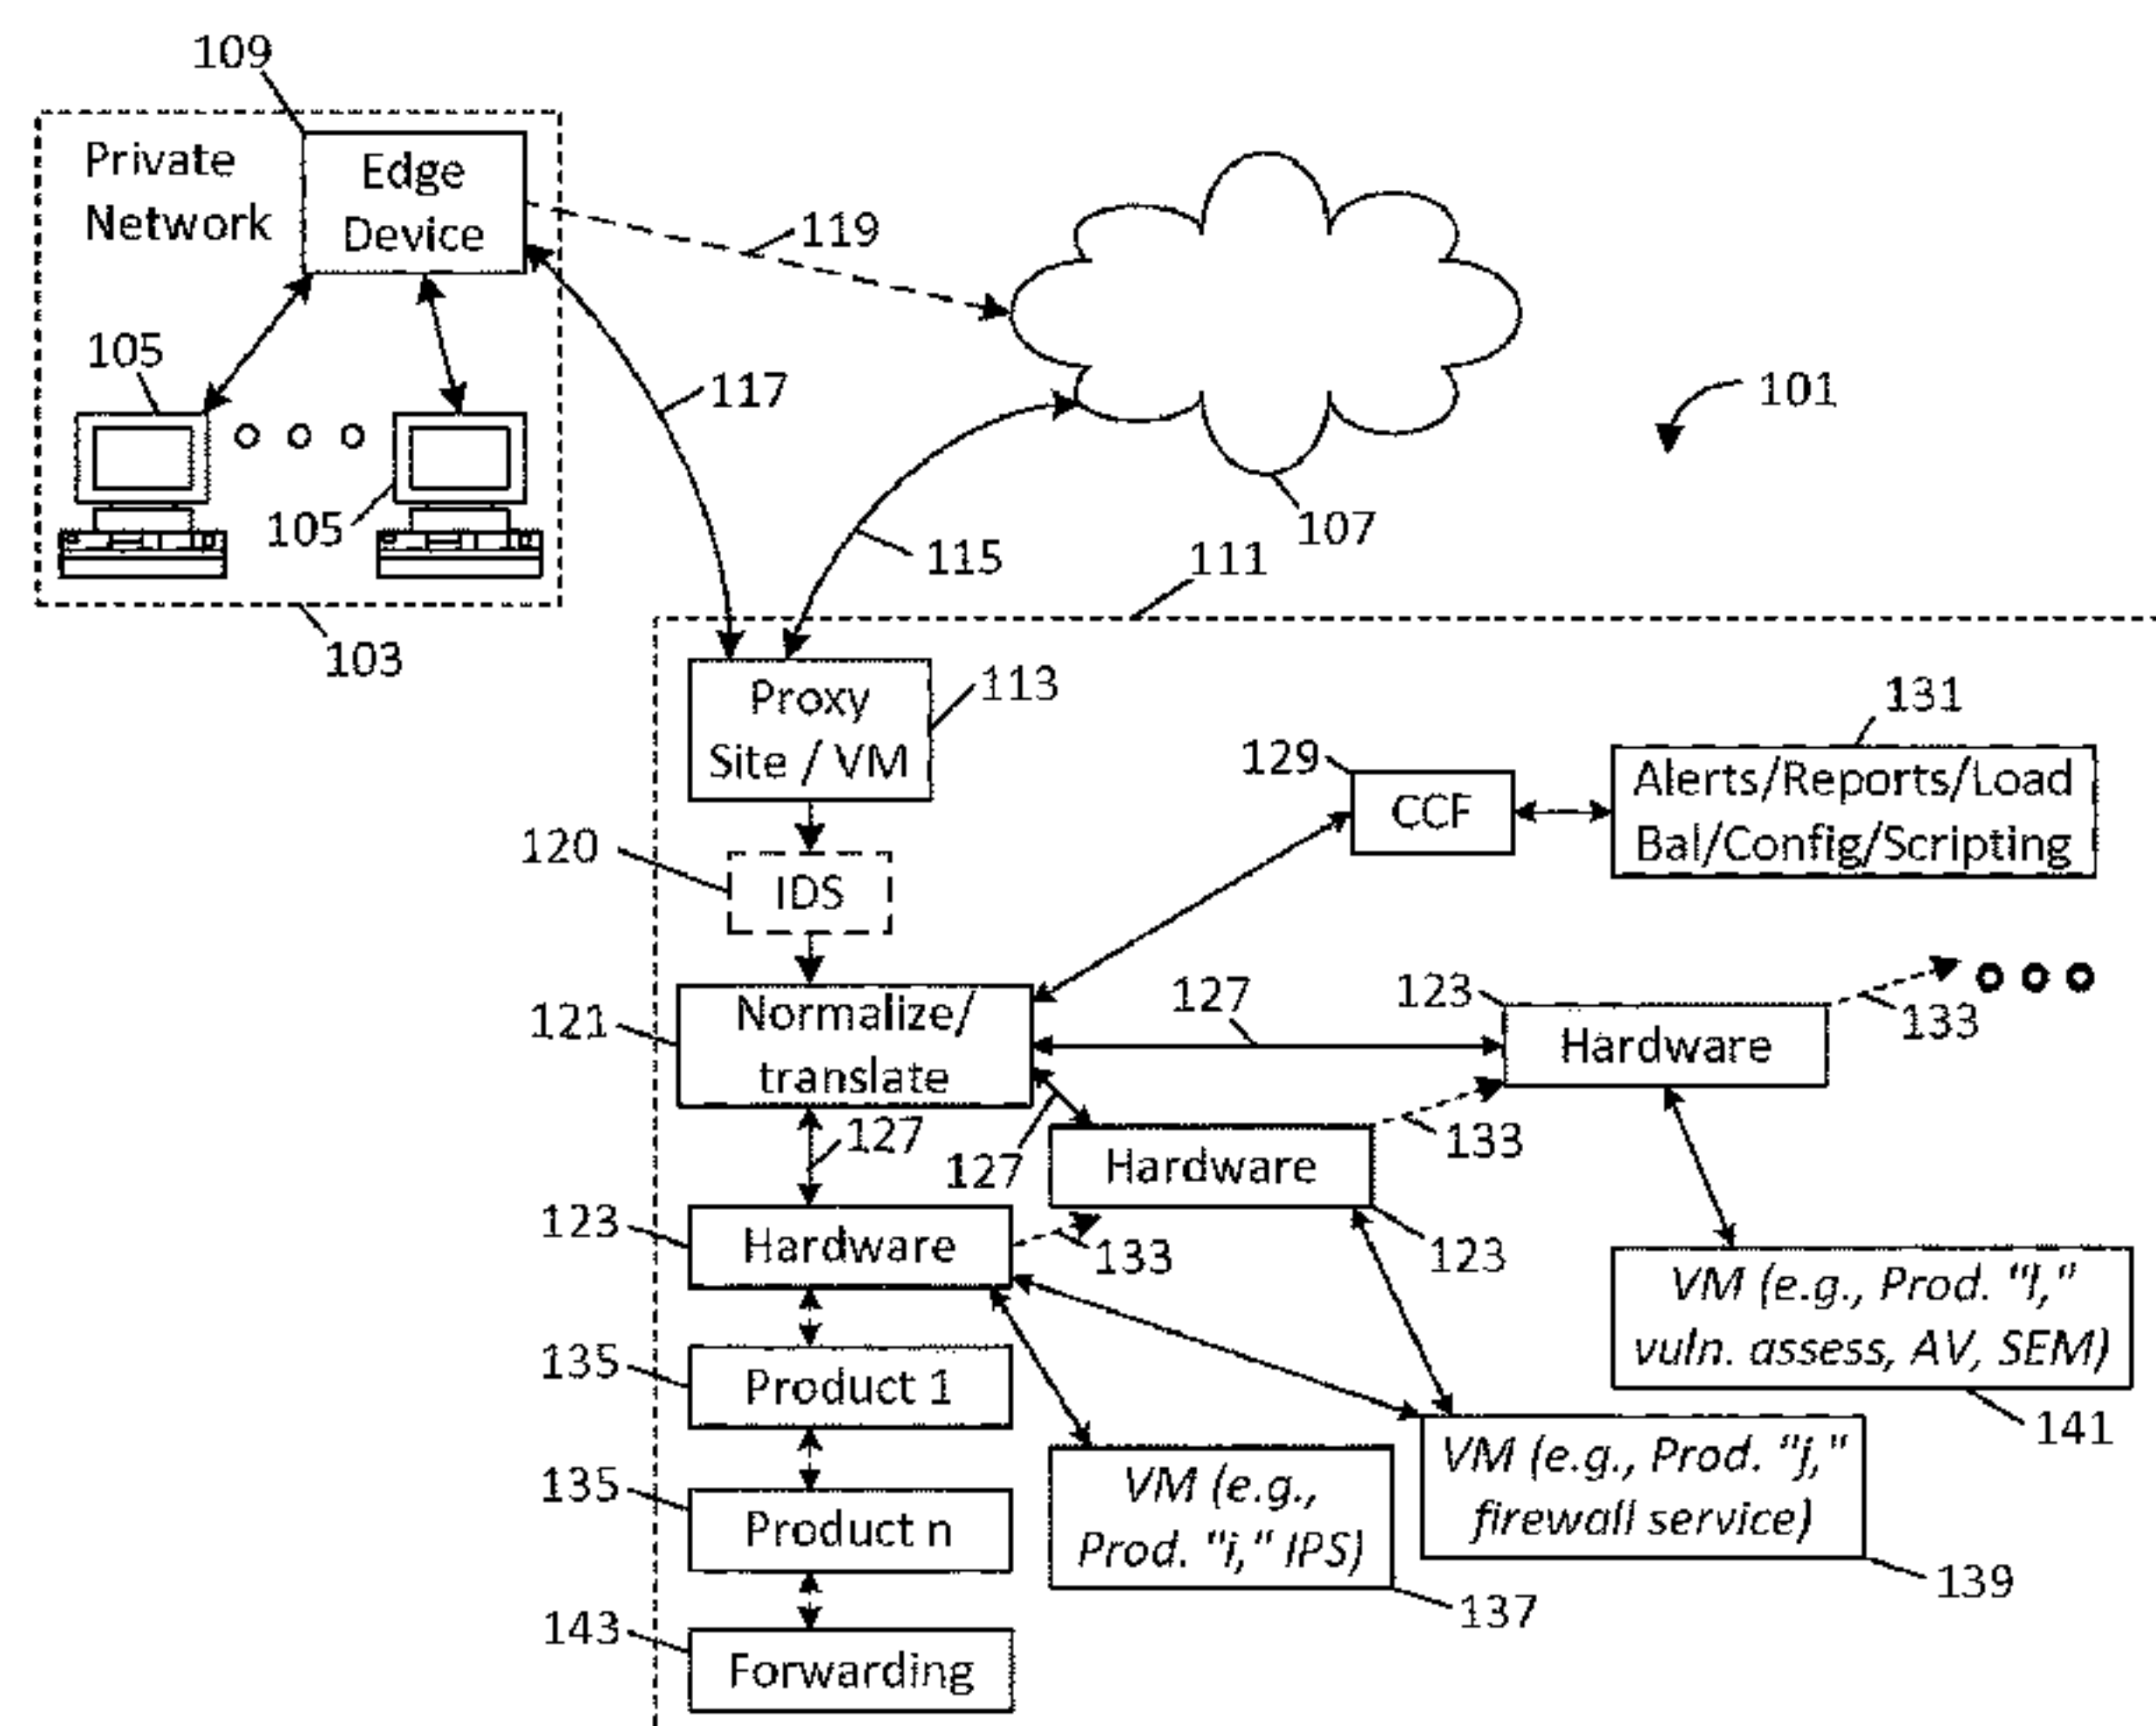 109
Private
Network
Edge
Device
119
105
117
101
105
107
115
111
103
Proxy
Site / VM
113
131
129
CCF
Alerts/Reports/Load
Bal/Config/Scripting
120
IDS
121
Normalize/
translate
127
123
Hardware
133
127
127
Hardware
133
123
Hardware
133
123
VM (e.g., Prod. "l,"
vuln. assess, AV, SEM)
141
135
Product 1
VM (e.g., Prod. "j,"
firewall service)
139
135
Product n
VM (e.g.,
Prod. "i," IPS)
137
143
Forwarding